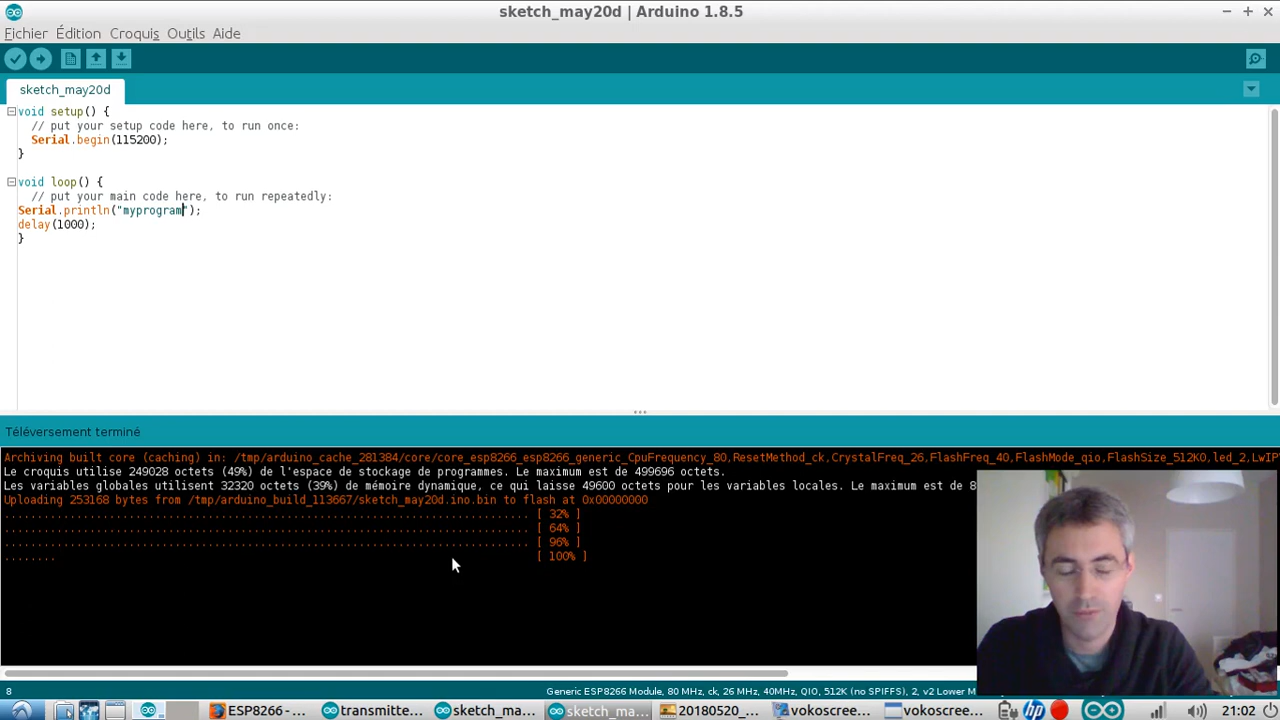 sketch_may20d | Arduino 1.8.5
Fichier Édition Croquis Outils Aide
sketch_may20d
void setup() {
// put your setup code here, to run once:
Serial.begin(115200);
}
void loop() {
// put your main code here, to run repeatedly:
Serial.println("myprogram");
delay(1000);
}
Téléversement terminé
Archiving built core (caching) in: /tmp/arduino_cache_281384/core/core_esp8266_esp8266_generic_CpuFrequency_80,ResetMethod_ck,CrystalFreq_26,FlashFreq_40,FlashMode_qio,FlashSize_512K0,led_2,LwIP
Le croquis utilise 249028 octets (49%) de l'espace de stockage de programmes. Le maximum est de 499696 octets.
Les variables globales utilisent 32320 octets (39%) de mémoire dynamique, ce qui laisse 49600 octets pour les variables locales. Le maximum est de 8
Uploading 253168 bytes from /tmp/arduino_build_113667/sketch_may20d.ino.bin to flash at 0x00000000
................................................................................ [ 32% ]
................................................................................ [ 64% ]
................................................................................ [ 96% ]
........ [ 100% ]
8 Generic ESP8266 Module, 80 MHz, ck, 26 MHz, 40MHz, QIO, 512K (no SPIFFS), 2, v2 Lower M
ESP8266 - ... transmitte... sketch_ma... sketch_ma... 20180520_... vokoscree... vokoscree... hp 21:02